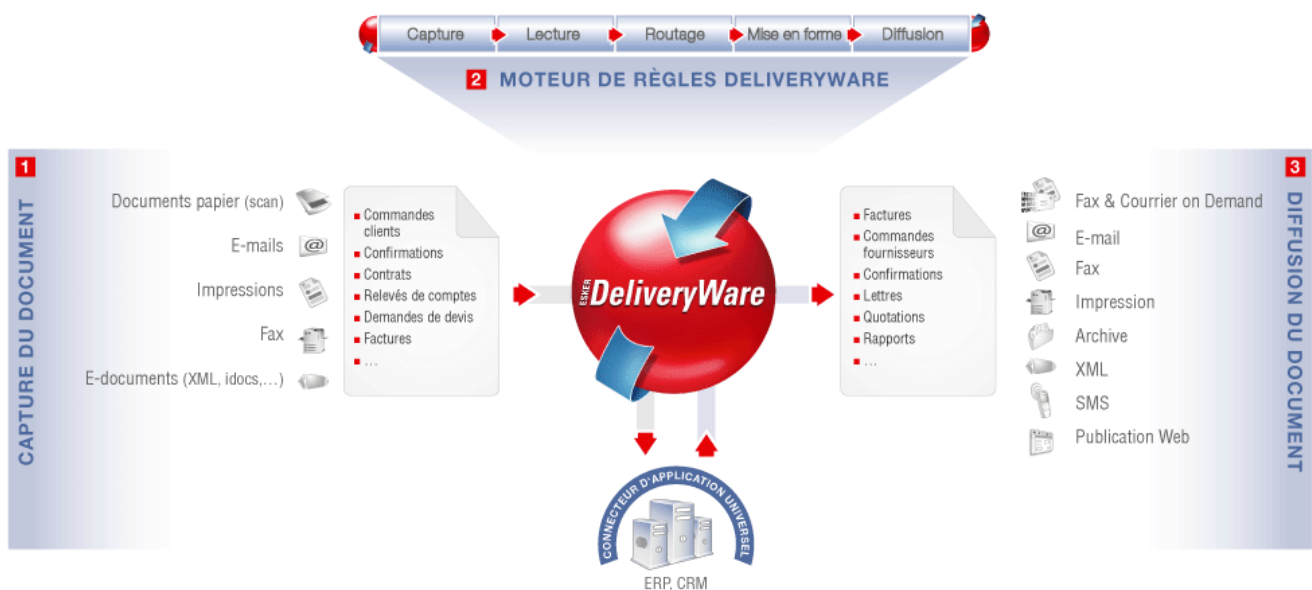 Capture
Lecture
Routage
Mise en forme
Diffusion
2 MOTEUR DE RÈGLES DELIVERYWARE
1
CAPTURE DU DOCUMENT
Documents papier (scan)
E-mails
Impressions
Fax
E-documents (XML, idocs,...)
Commandes
clients
Confirmations
Contrats
Relevés de comptes
Demandes de devis
Factures
...
ESKER DeliveryWare
Factures
Commandes
fournisseurs
Confirmations
Lettres
Quotations
Rapports
...
3
DIFFUSION DU DOCUMENT
Fax & Courrier on Demand
E-mail
Fax
Impression
Archive
XML
SMS
Publication Web
CONNECTEUR D'APPLICATION UNIVERSEL
ERP, CRM